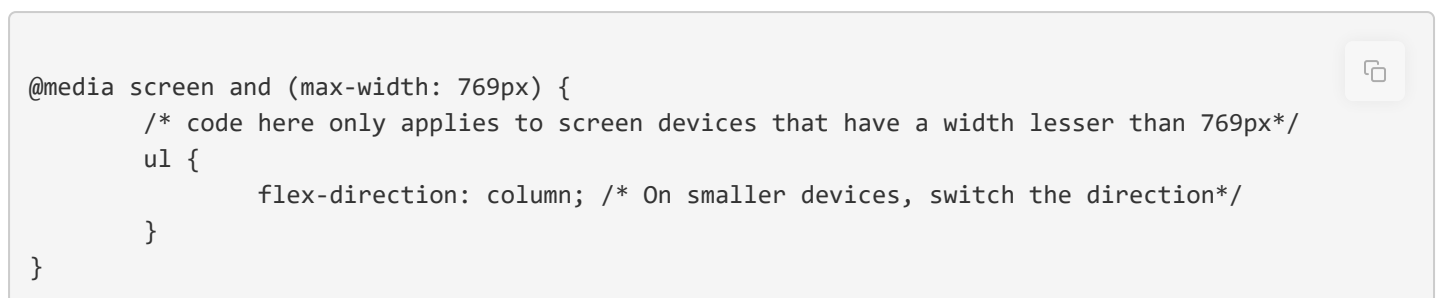 @media screen and (max-width: 769px) {
/* code here only applies to screen devices that have a width lesser than 769px*/
ul {
flex-direction: column; /* On smaller devices, switch the direction*/
}
}